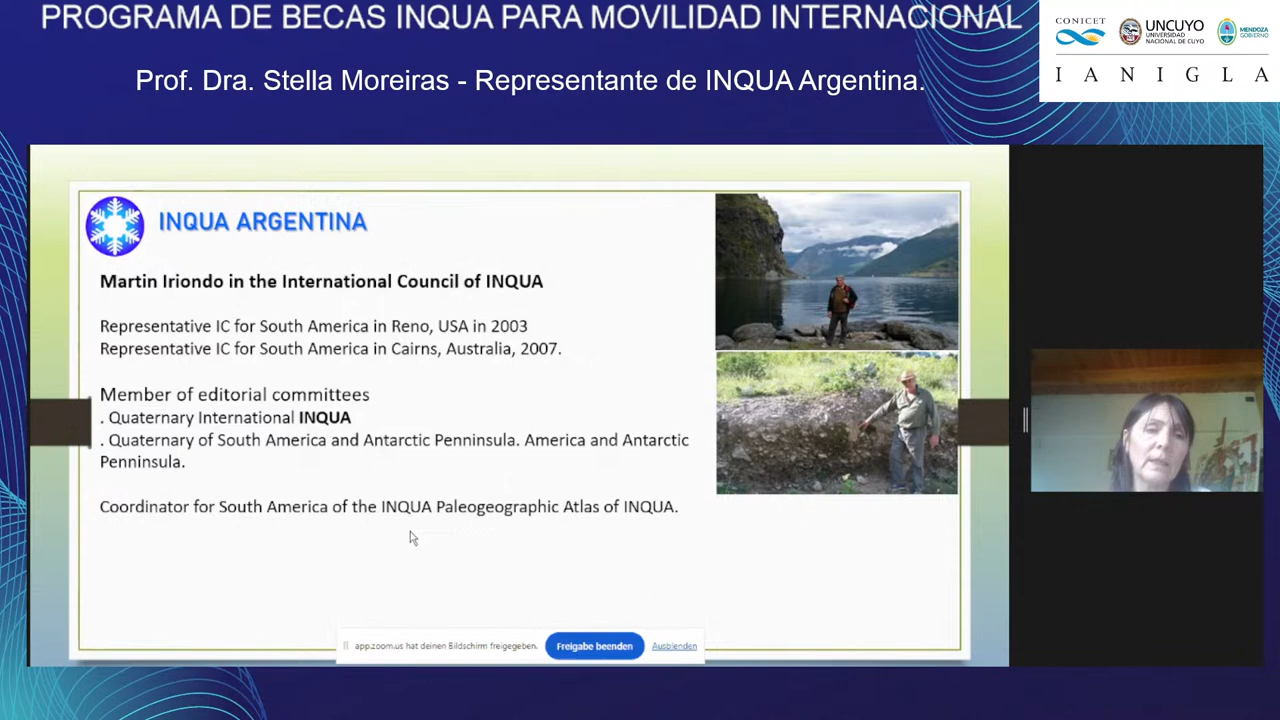 PROGRAMA DE BECAS INQUA PARA MOVILIDAD INTERNACIONAL
Prof. Dra. Stella Moreiras - Representante de INQUA Argentina.
CONICET
UNCUYO
UNIVERSIDAD
NACIONAL DE CUYO
MENDOZA
GOBIERNO
IANIGLA
INQUA ARGENTINA
Martin Iriondo in the International Council of INQUA
Representative IC for South America in Reno, USA in 2003
Representative IC for South America in Cairns, Australia, 2007.
Member of editorial committees
. Quaternary International INQUA
. Quaternary of South America and Antarctic Penninsula. America and Antarctic
Penninsula.
Coordinator for South America of the INQUA Paleogeographic Atlas of INQUA.
app.zoom.us hat deinen Bildschirm freigegeben.
Freigabe beenden
Ausblenden